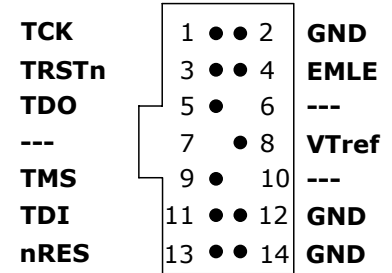 TCK 1 2 GND
TRSTn 3 4 EMLE
TDO 5 6 ---
--- 7 8 VTref
TMS 9 10 ---
TDI 11 12 GND
nRES 13 14 GND